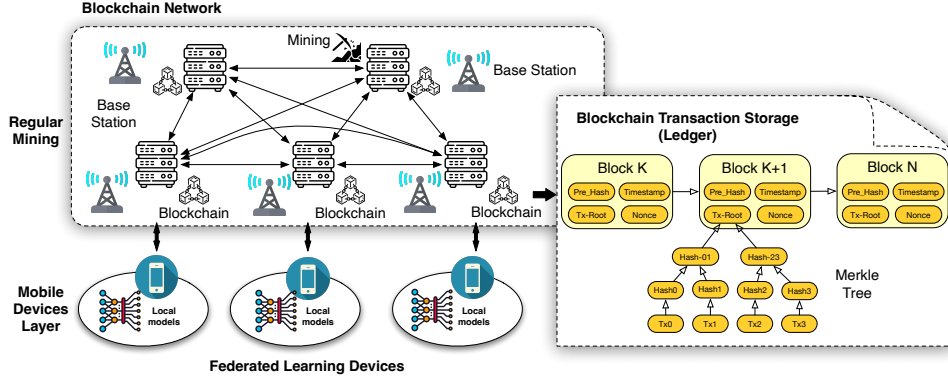 Blockchain Network
Mining
Base Station
Base
Station
Regular
Mining
Blockchain
Blockchain
Blockchain
Mobile
Devices
Layer
Local
models
Local
models
Local
models
Federated Learning Devices
Blockchain Transaction Storage
(Ledger)
Block K
Block K+1
Block N
Pre_Hash Timestamp
Pre_Hash Timestamp
Pre_Hash Timestamp
Tx-Root Nonce
Tx-Root Nonce
Tx-Root Nonce
Hash-01
Hash-23
Hash0
Hash1
Hash2
Hash3
Merkle
Tree
Tx0
Tx1
Tx2
Tx3